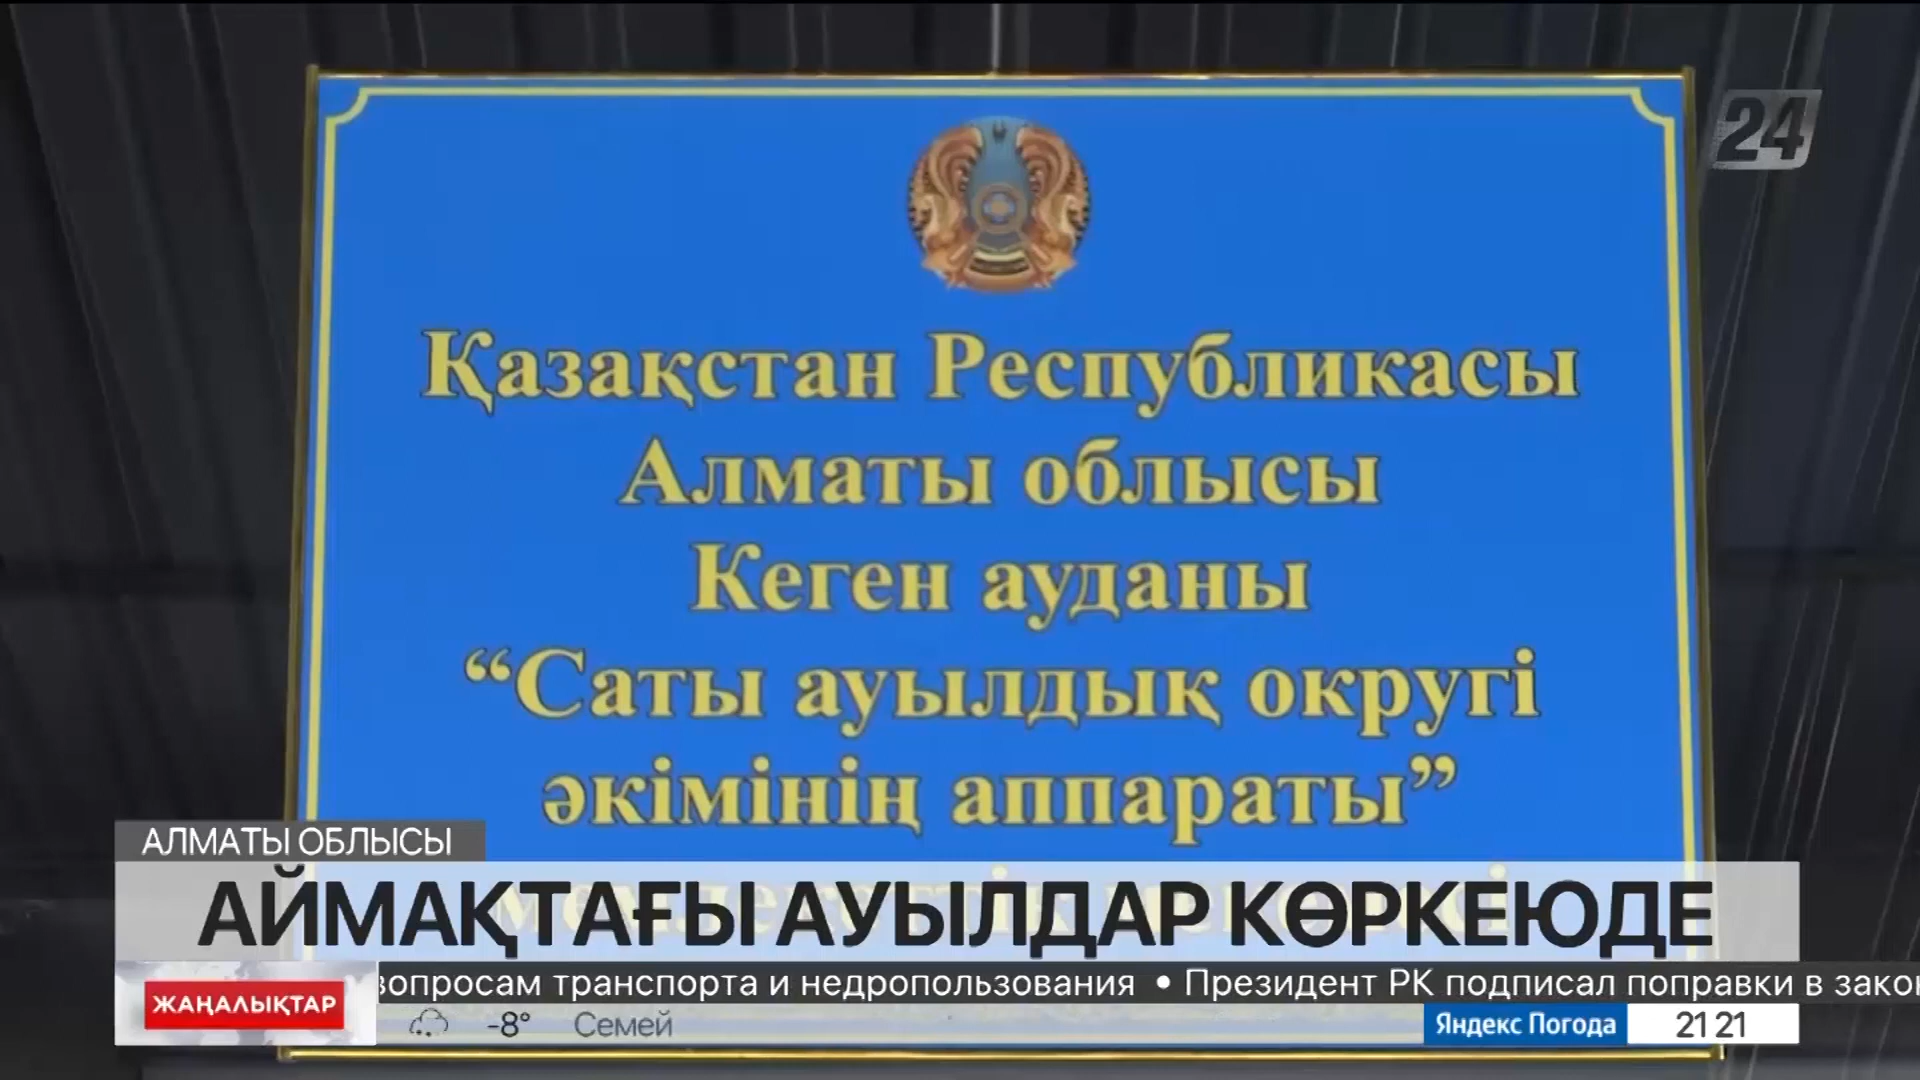 24
Қазақстан Республикасы
Алматы облысы
Кеген ауданы
“Саты ауылдық округі
әкімінің аппараты”
АЛМАТЫ ОБЛЫСЫ
АЙМАҚТАҒЫ АУЫЛДАР КӨРКЕЮДЕ
вопросам транспорта и недропользования • Президент РК подписал поправки в зако
ЖАҢАЛЫҚТАР
-8° Семей Яндекс Погода 21 21